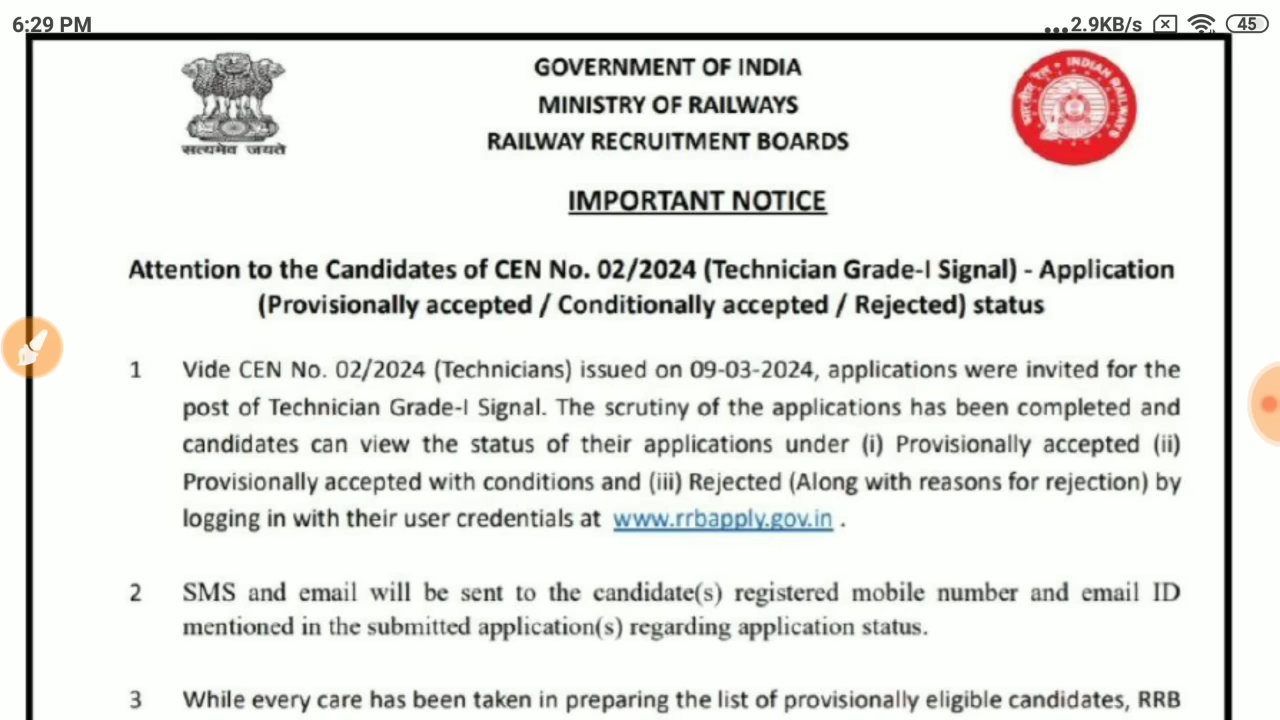 6:29 PM
...2.9KB/s
45
सत्यमेव जयते
GOVERNMENT OF INDIA
MINISTRY OF RAILWAYS
RAILWAY RECRUITMENT BOARDS
भारतीय रेल
INDIAN RAILWAYS
IMPORTANT NOTICE
Attention to the Candidates of CEN No. 02/2024 (Technician Grade-I Signal) - Application
(Provisionally accepted / Conditionally accepted / Rejected) status
1 Vide CEN No. 02/2024 (Technicians) issued on 09-03-2024, applications were invited for the
post of Technician Grade-I Signal. The scrutiny of the applications has been completed and
candidates can view the status of their applications under (i) Provisionally accepted (ii)
Provisionally accepted with conditions and (iii) Rejected (Along with reasons for rejection) by
logging in with their user credentials at www.rrbapply.gov.in .
2 SMS and email will be sent to the candidate(s) registered mobile number and email ID
mentioned in the submitted application(s) regarding application status.
3 While every care has been taken in preparing the list of provisionally eligible candidates, RRB